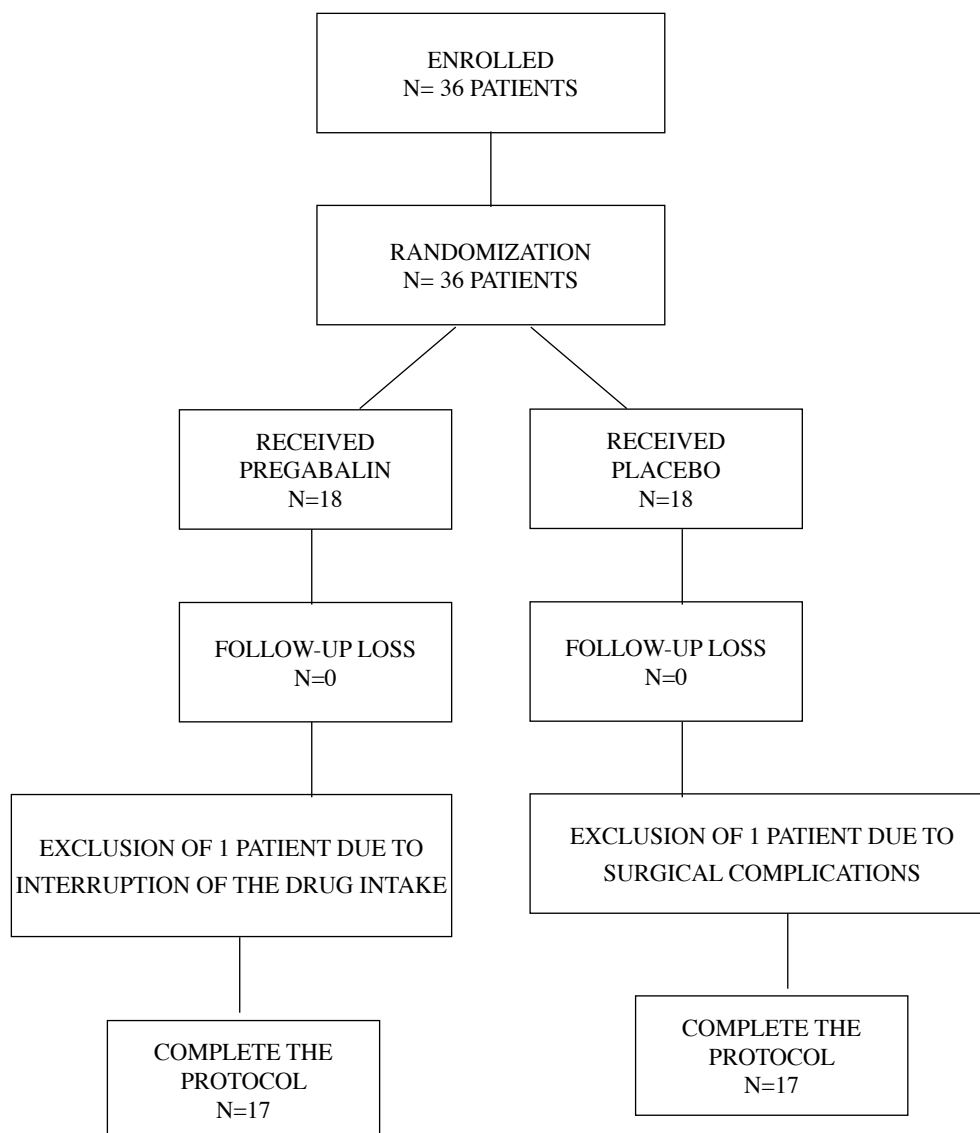 ENROLLED
N= 36 PATIENTS
RANDOMIZATION
N= 36 PATIENTS
RECEIVED
PREGABALIN
N=18
RECEIVED
PLACEBO
N=18
FOLLOW-UP LOSS
N=0
FOLLOW-UP LOSS
N=0
EXCLUSION OF 1 PATIENT DUE TO
INTERRUPTION OF THE DRUG INTAKE
EXCLUSION OF 1 PATIENT DUE TO
SURGICAL COMPLICATIONS
COMPLETE THE
PROTOCOL
N=17
COMPLETE THE
PROTOCOL
N=17